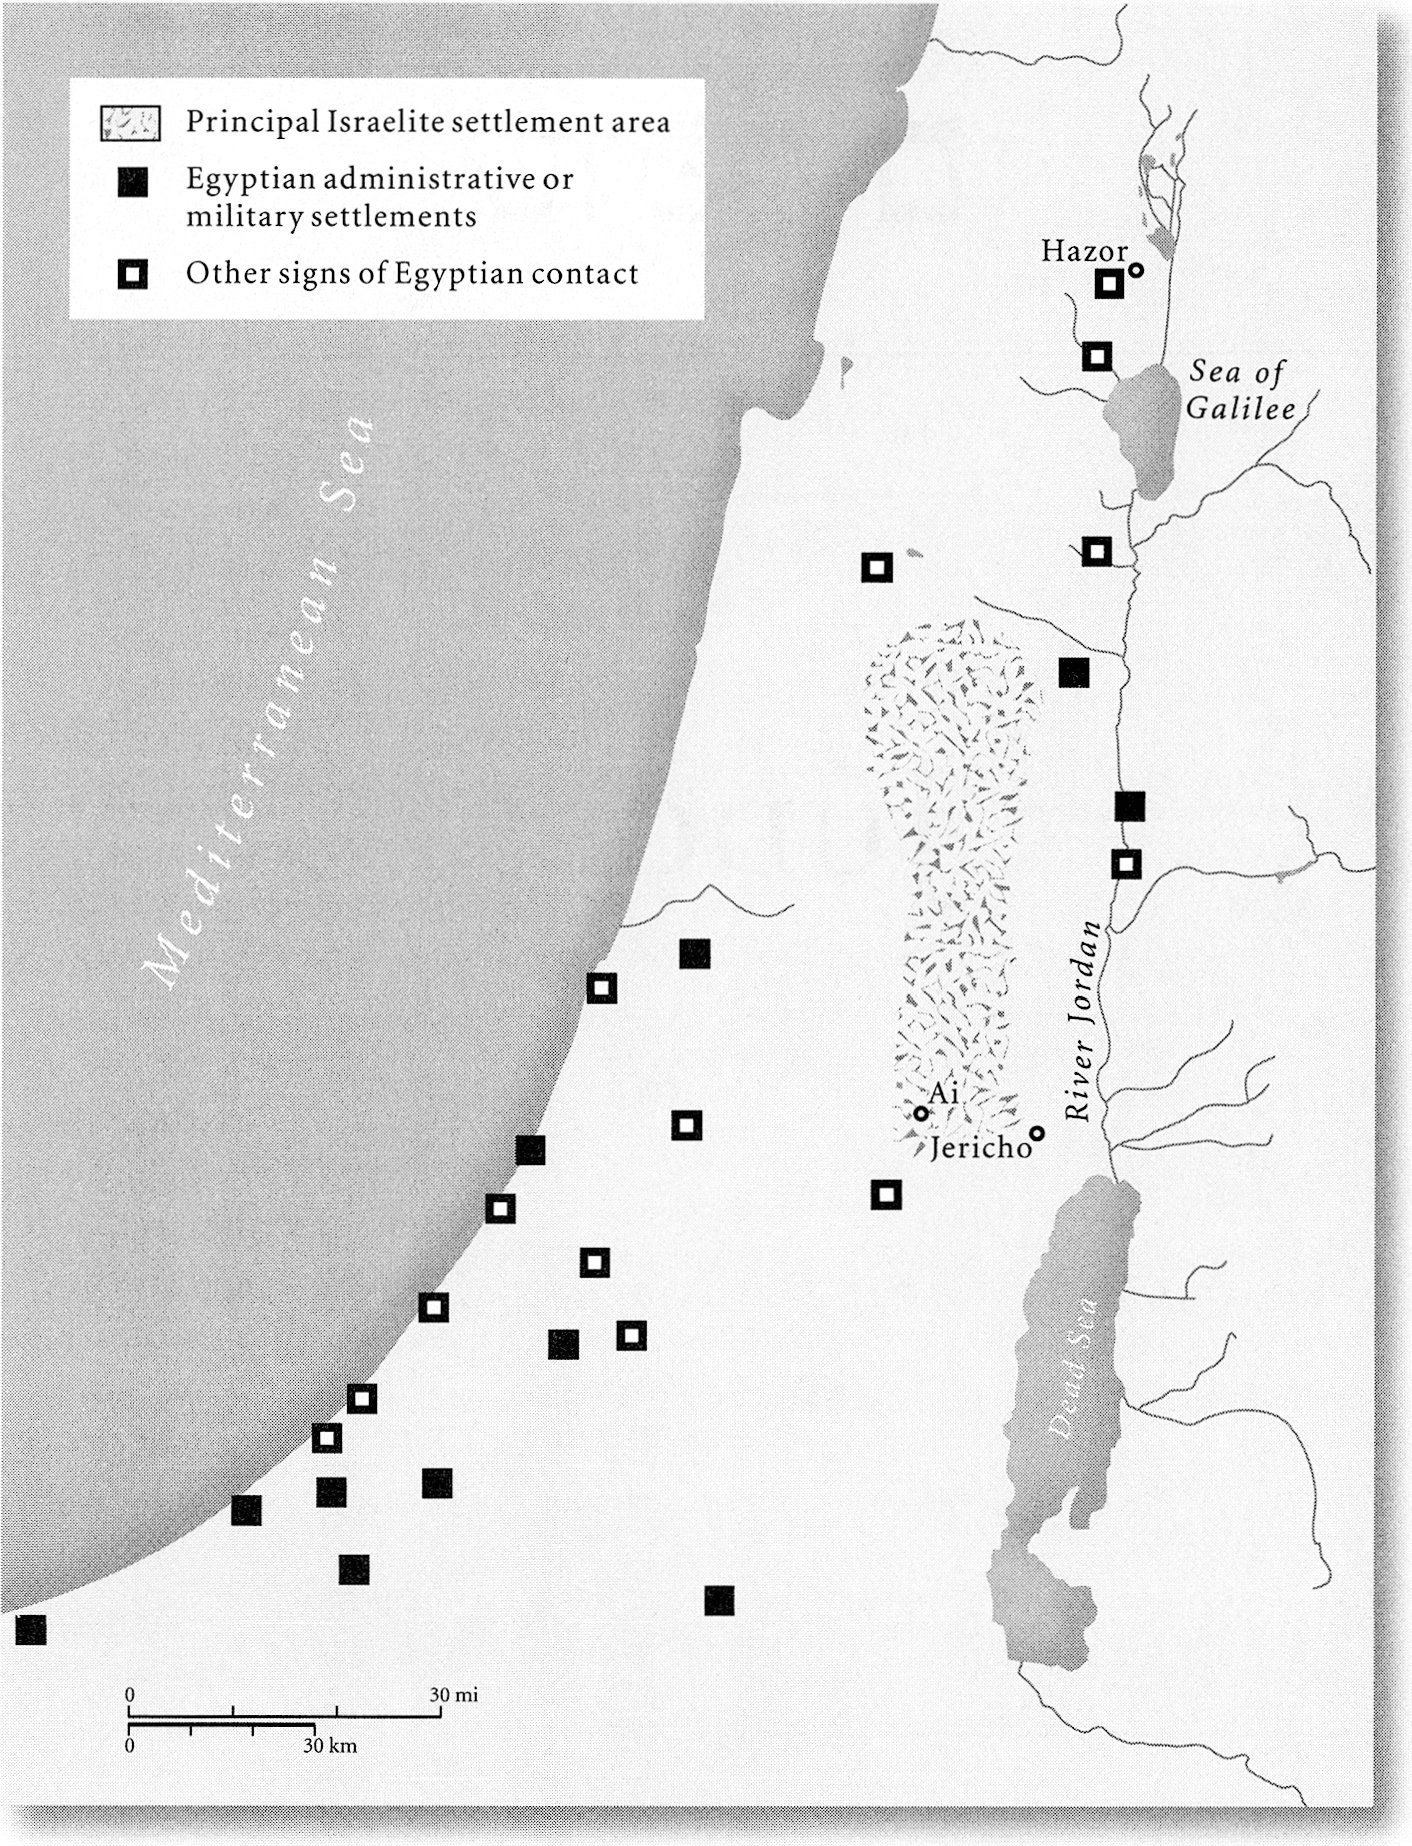 Principal Israelite settlement area
Egyptian administrative or
military settlements
Other signs of Egyptian contact
Hazor
Sea of
Galilee
Mediterranean Sea
River Jordan
Ai
Jericho
Dead Sea
0 30 mi
0 30 km